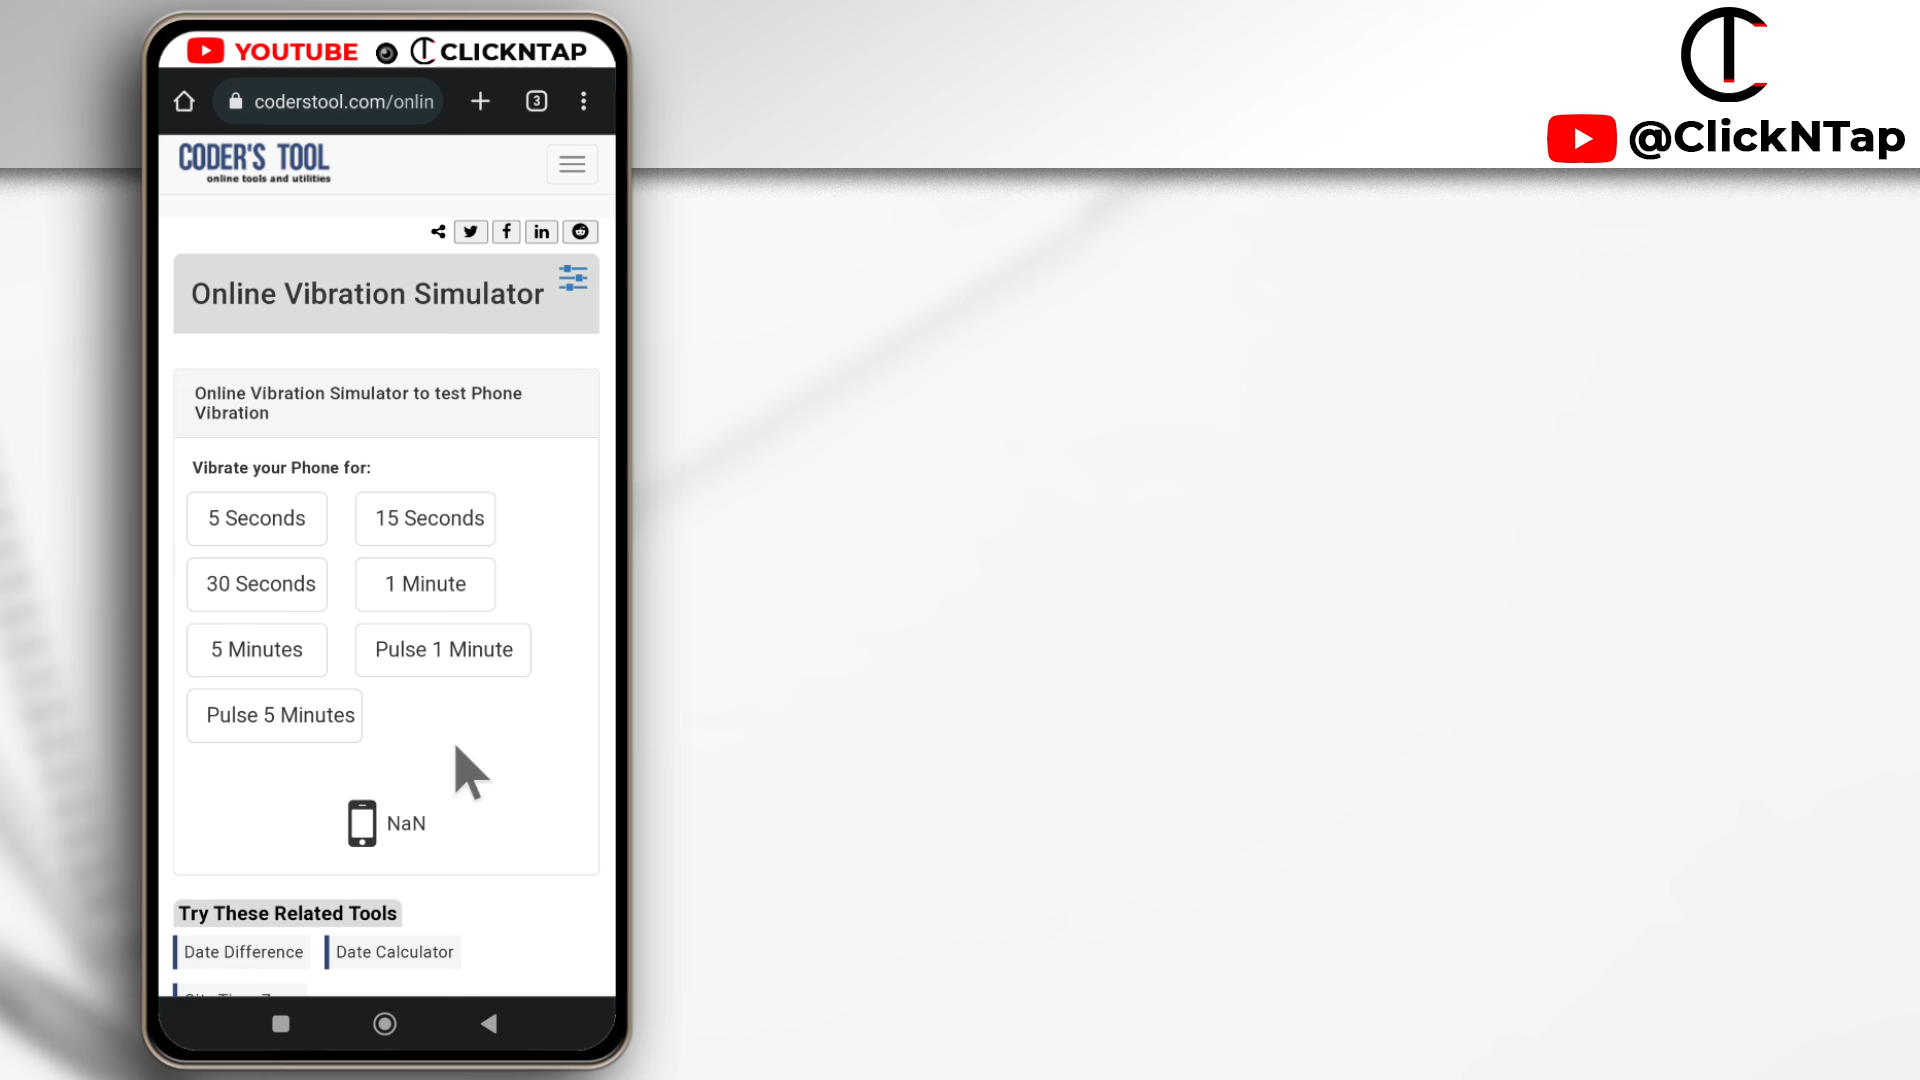 YOUTUBE CLICKNTAP
coderstool.com/onlin
3
CODER'S TOOL
online tools and utilities
Online Vibration Simulator
Online Vibration Simulator to test Phone
Vibration
Vibrate your Phone for:
5 Seconds
15 Seconds
30 Seconds
1 Minute
5 Minutes
Pulse 1 Minute
Pulse 5 Minutes
NaN
Try These Related Tools
Date Difference
Date Calculator
@ClickNTap